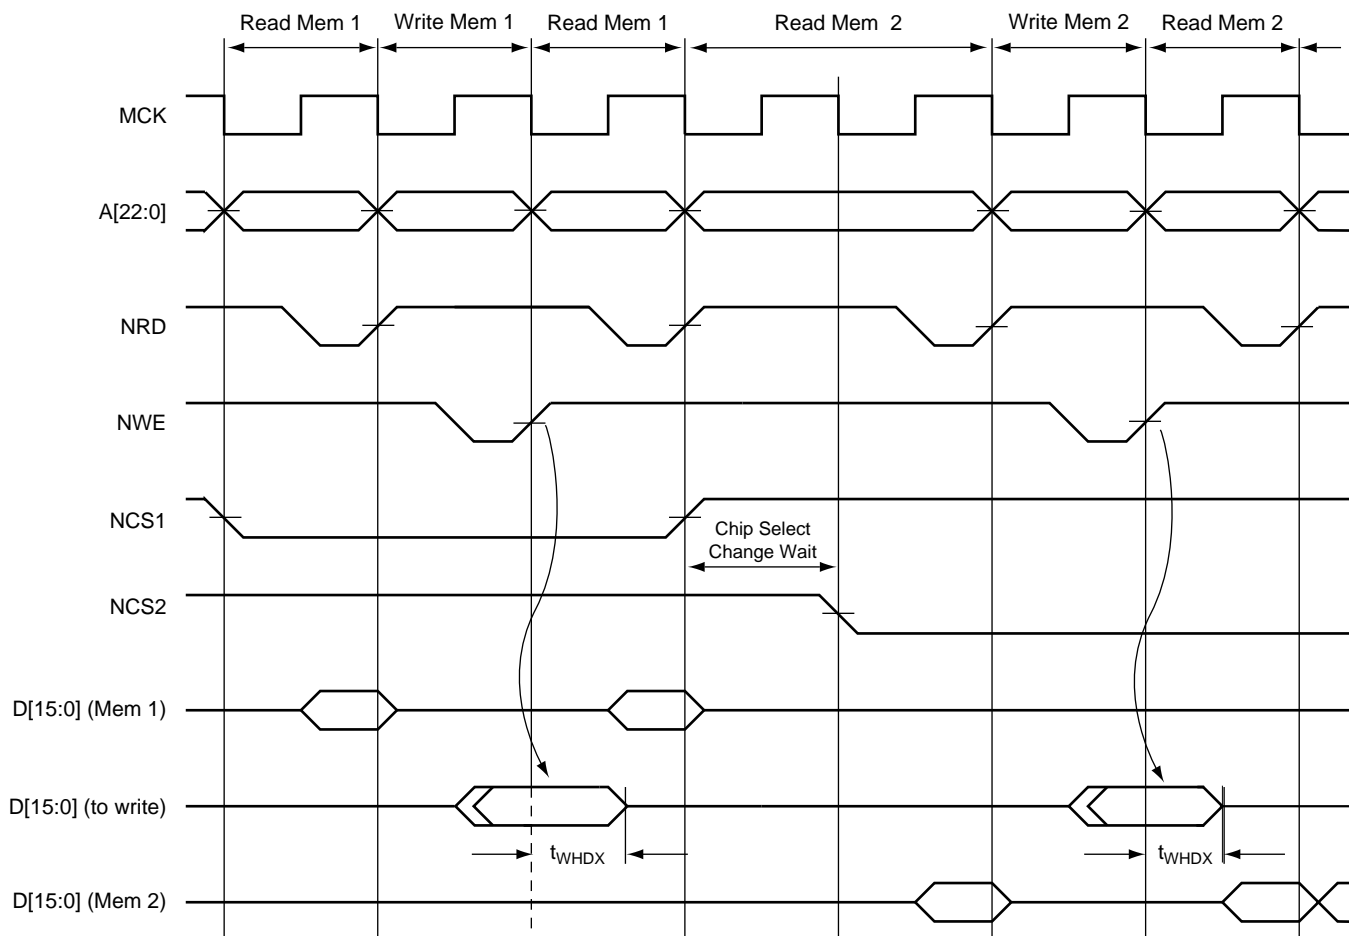 Read Mem 1
Write Mem 1
Read Mem 1
Read Mem 2
Write Mem 2
Read Mem 2
MCK
A[22:0]
NRD
NWE
NCS1
Chip Select
Change Wait
NCS2
D[15:0] (Mem 1)
D[15:0] (to write)
tWHDX
tWHDX
D[15:0] (Mem 2)